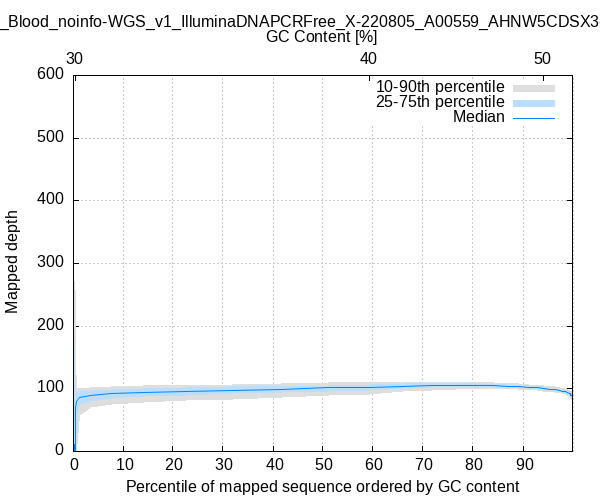 _Blood_noinfo-WGS_v1_IlluminaDNAPCRFree_X-220805_A00559_AHNW5CDSX3
GC Content [%]
30 40 50
600
10-90th percentile
25-75th percentile
Median
500
400
300
200
100
0
Mapped depth
0 10 20 30 40 50 60 70 80 90
Percentile of mapped sequence ordered by GC content